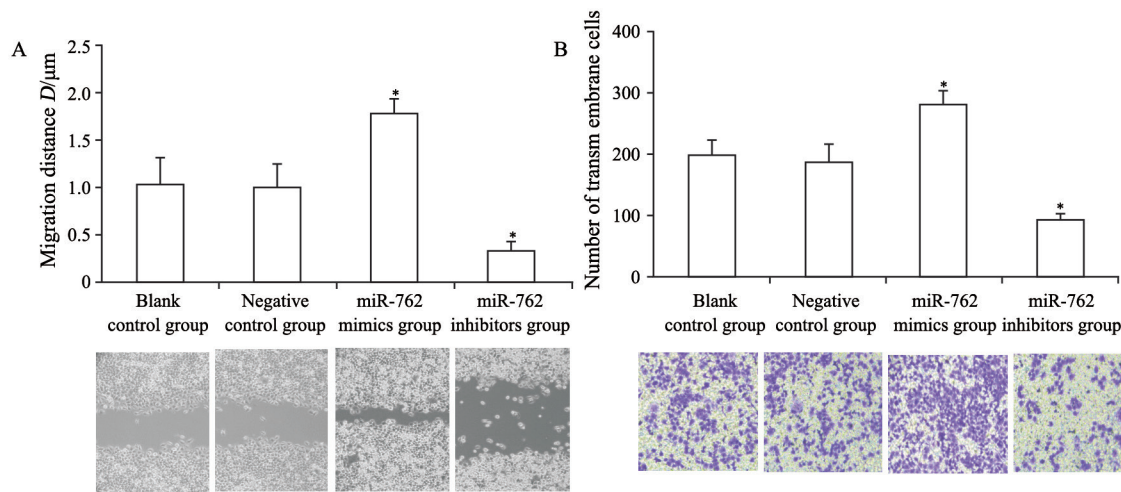 A
Migration distance D/μm
2.5
2.0
1.5
1.0
0.5
0
*
*
Blank
control group
Negative
control group
miR-762
mimics group
miR-762
inhibitors group
B
Number of transm embrane cells
400
300
200
100
0
*
*
Blank
control group
Negative
control group
miR-762
mimics group
miR-762
inhibitors group